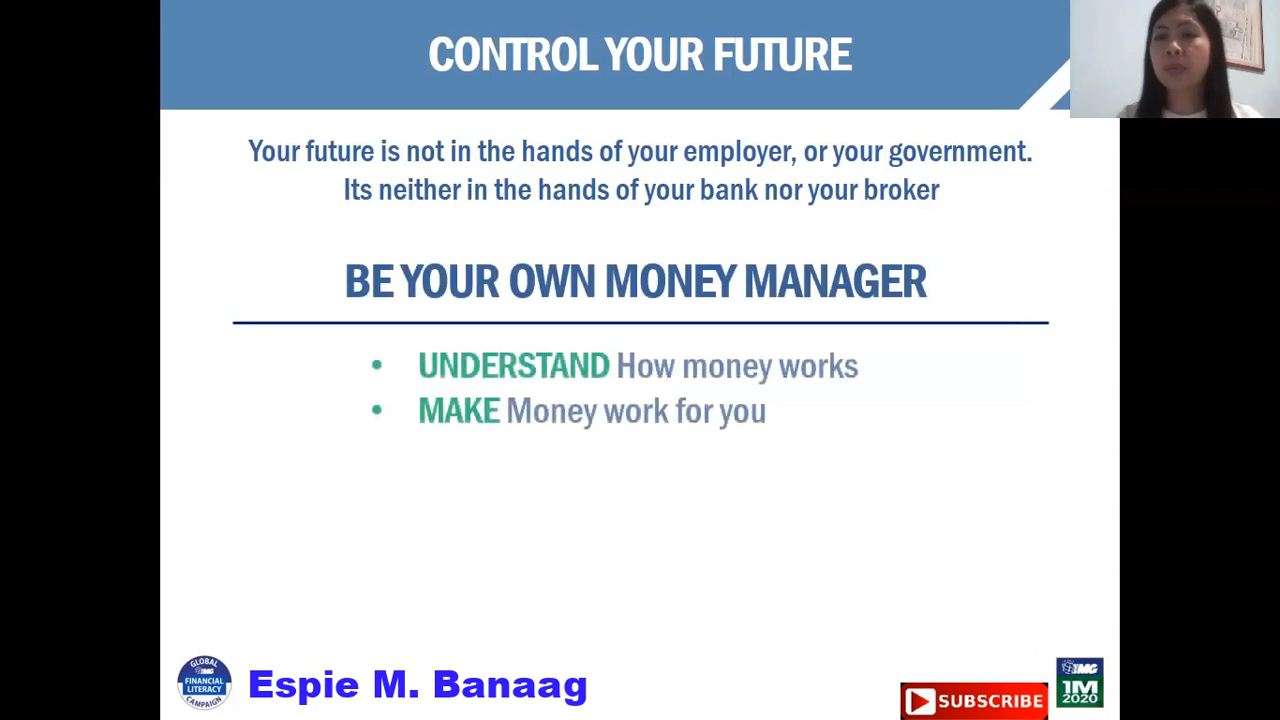 CONTROL YOUR FUTURE
Your future is not in the hands of your employer, or your government.
Its neither in the hands of your bank nor your broker
BE YOUR OWN MONEY MANAGER
• UNDERSTAND How money works
• MAKE Money work for you
GLOBAL
IMG
FINANCIAL
LITERACY
CAMPAIGN
Espie M. Banaag
SUBSCRIBE
IMG
1M
2020